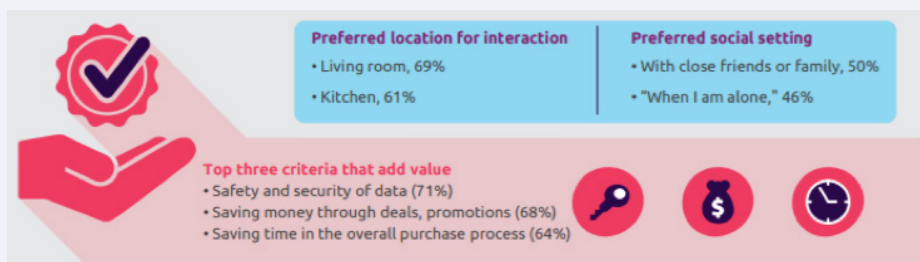 Preferred location for interaction
• Living room, 69%
• Kitchen, 61%
Preferred social setting
• With close friends or family, 50%
• "When I am alone," 46%
Top three criteria that add value
• Safety and security of data (71%)
• Saving money through deals, promotions (68%)
• Saving time in the overall purchase process (64%)
$